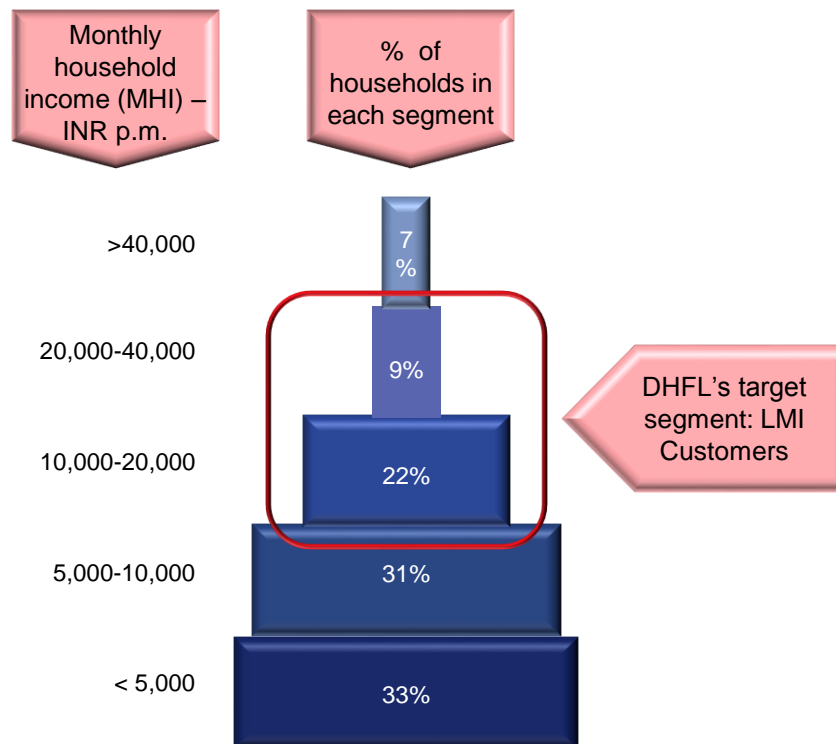 Monthly
household
income (MHI) –
INR p.m.
% of
households in
each segment
>40,000
7
%
20,000-40,000
9%
DHFL’s target
segment: LMI
Customers
10,000-20,000
22%
5,000-10,000
31%
< 5,000
33%